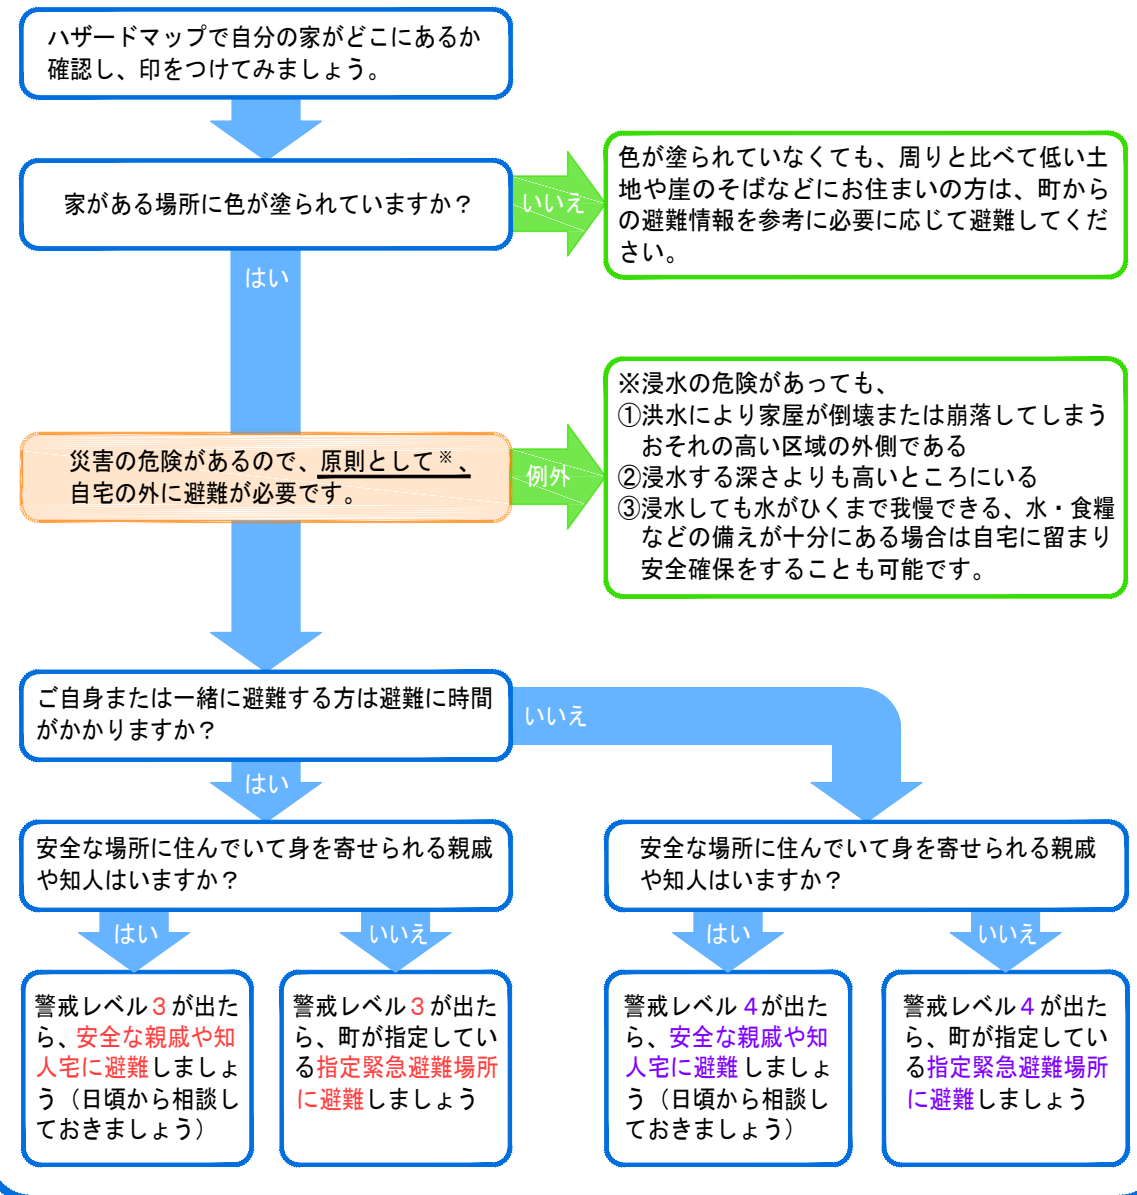 ハザードマップで自分の家がどこにあるか
確認し、印をつけてみましょう。
家がある場所に色が塗られていますか？
いいえ
色が塗られていなくても、周りと比べて低い土
地や崖のそばなどにお住まいの方は、町から
の避難情報を参考に必要に応じて避難してくだ
さい。
はい
災害の危険があるので、原則として※、
自宅の外に避難が必要です。
例外
※浸水の危険があっても、
①洪水により家屋が倒壊または崩落してしまう
おそれの高い区域の外側である
②浸水する深さよりも高いところにいる
③浸水しても水がひくまで我慢できる、水・食糧
などの備えが十分にある場合は自宅に留まり
安全確保をすることも可能です。
ご自身または一緒に避難する方は避難に時間
がかかりますか？
いいえ
はい
安全な場所に住んでいて身を寄せられる親戚
や知人はいますか？
安全な場所に住んでいて身を寄せられる親戚
や知人はいますか？
はい
いいえ
はい
いいえ
警戒レベル３が出た
ら、安全な親戚や知
人宅に避難しましょ
う（日頃から相談し
ておきましょう）
警戒レベル３が出た
ら、町が指定してい
る指定緊急避難場所
に避難しましょう
警戒レベル４が出た
ら、安全な親戚や知
人宅に避難しましょ
う（日頃から相談し
ておきましょう）
警戒レベル４が出た
ら、町が指定してい
る指定緊急避難場所
に避難しましょう